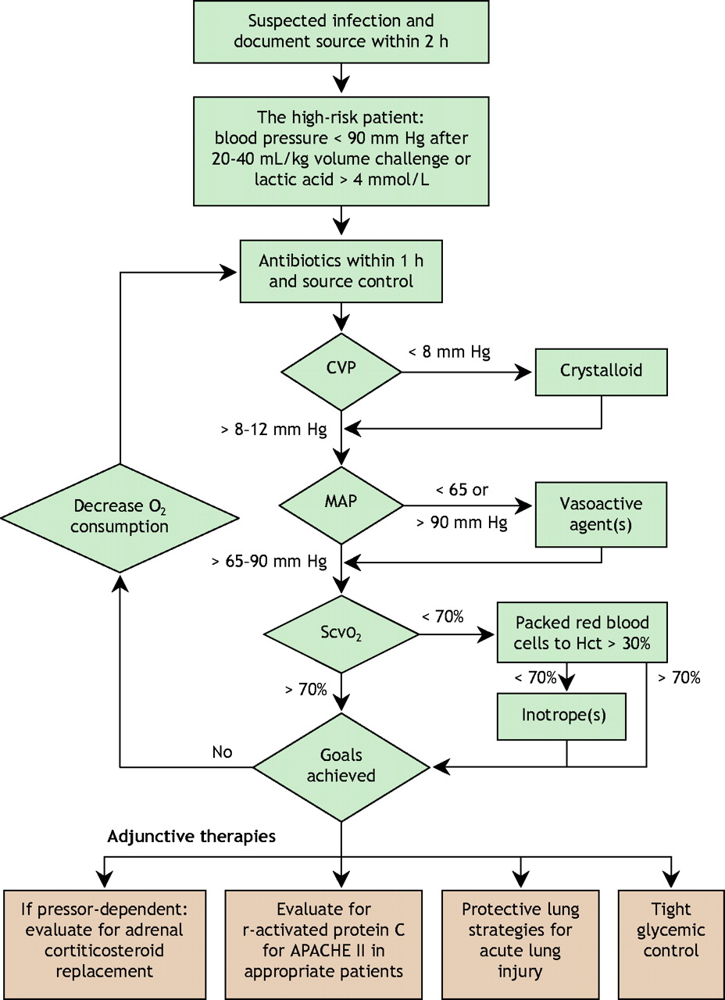 Suspected infection and
document source within 2 h
The high-risk patient:
blood pressure < 90 mm Hg after
20-40 mL/kg volume challenge or
lactic acid > 4 mmol/L
Antibiotics within 1 h
and source control
CVP
< 8 mm Hg
Crystalloid
> 8–12 mm Hg
MAP
< 65 or
> 90 mm Hg
Vasoactive
agent(s)
Decrease O₂
consumption
> 65–90 mm Hg
ScvO₂
< 70%
Packed red blood
cells to Hct > 30%
> 70%
< 70%
> 70%
Inotrope(s)
No
Goals
achieved
Adjunctive therapies
If pressor-dependent:
evaluate for adrenal
cortiticosteroid
replacement
Evaluate for
r-activated protein C
for APACHE II in
appropriate patients
Protective lung
strategies for
acute lung
injury
Tight
glycemic
control